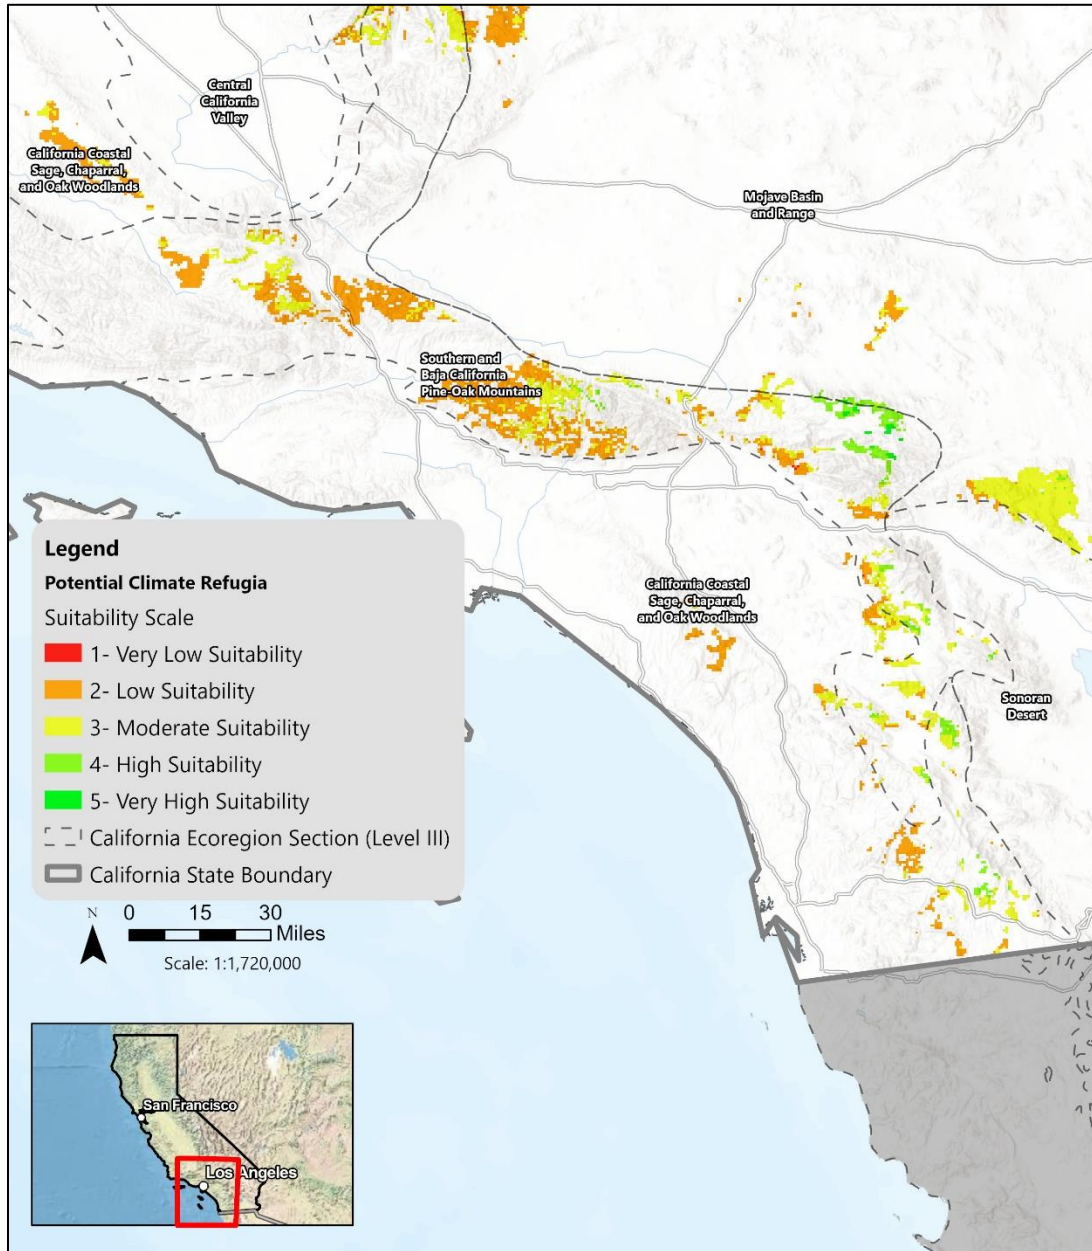 Central
California
Valley
California Coastal
Sage, Chaparral,
and Oak Woodlands
Mojave Basin
and Range
Southern and
Baja California
Pine-Oak Mountains
California Coastal
Sage, Chaparral,
and Oak Woodlands
Sonoran
Desert
Legend
Potential Climate Refugia
Suitability Scale
1- Very Low Suitability
2- Low Suitability
3- Moderate Suitability
4- High Suitability
5- Very High Suitability
California Ecoregion Section (Level III)
California State Boundary
N
0 15 30
Miles
Scale: 1:1,720,000
San Francisco
Los Angeles